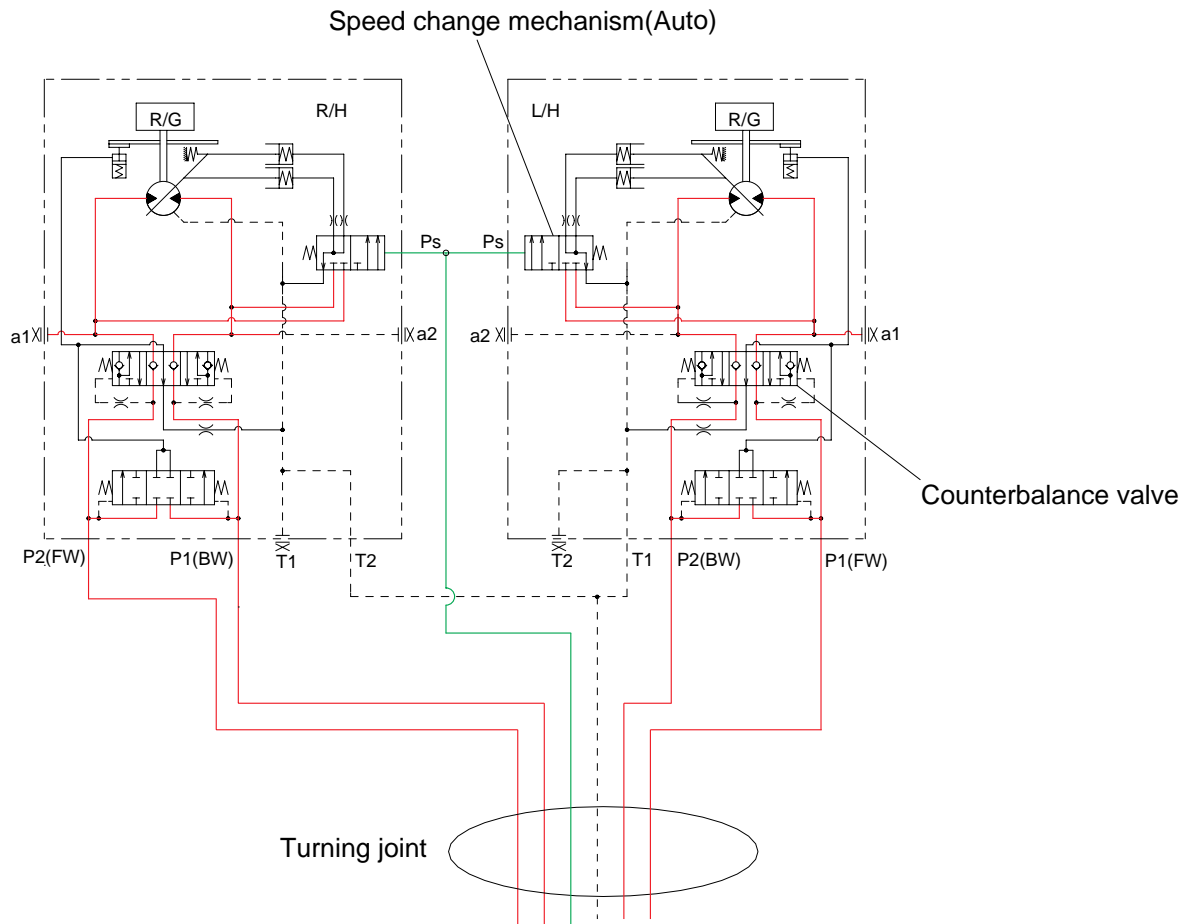 Speed change mechanism(Auto)
R/H
L/H
R/G
R/G
Ps
Ps
a1
a2
a2
a1
Counterbalance valve
P2(FW)
P1(BW)
T1
T2
T2
T1
P2(BW)
P1(FW)
Turning joint